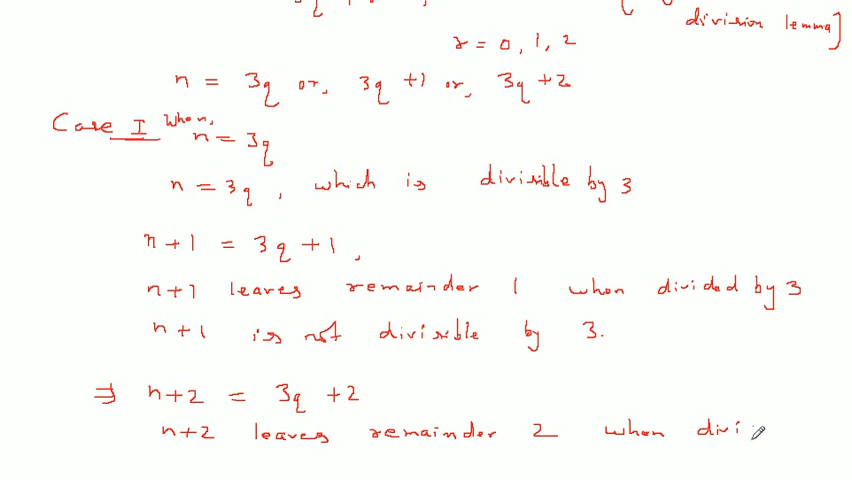 division lemma]
r = 0, 1, 2
n = 3q or, 3q +1 or, 3q +2
Case I when,
n = 3q
n = 3q, which is divisible by 3
n+1 = 3q +1,
n+1 leaves remainder 1 when divided by 3
n+1 is not divisible by 3.
⇒ n+2 = 3q +2
n+2 leaves remainder 2 when divi